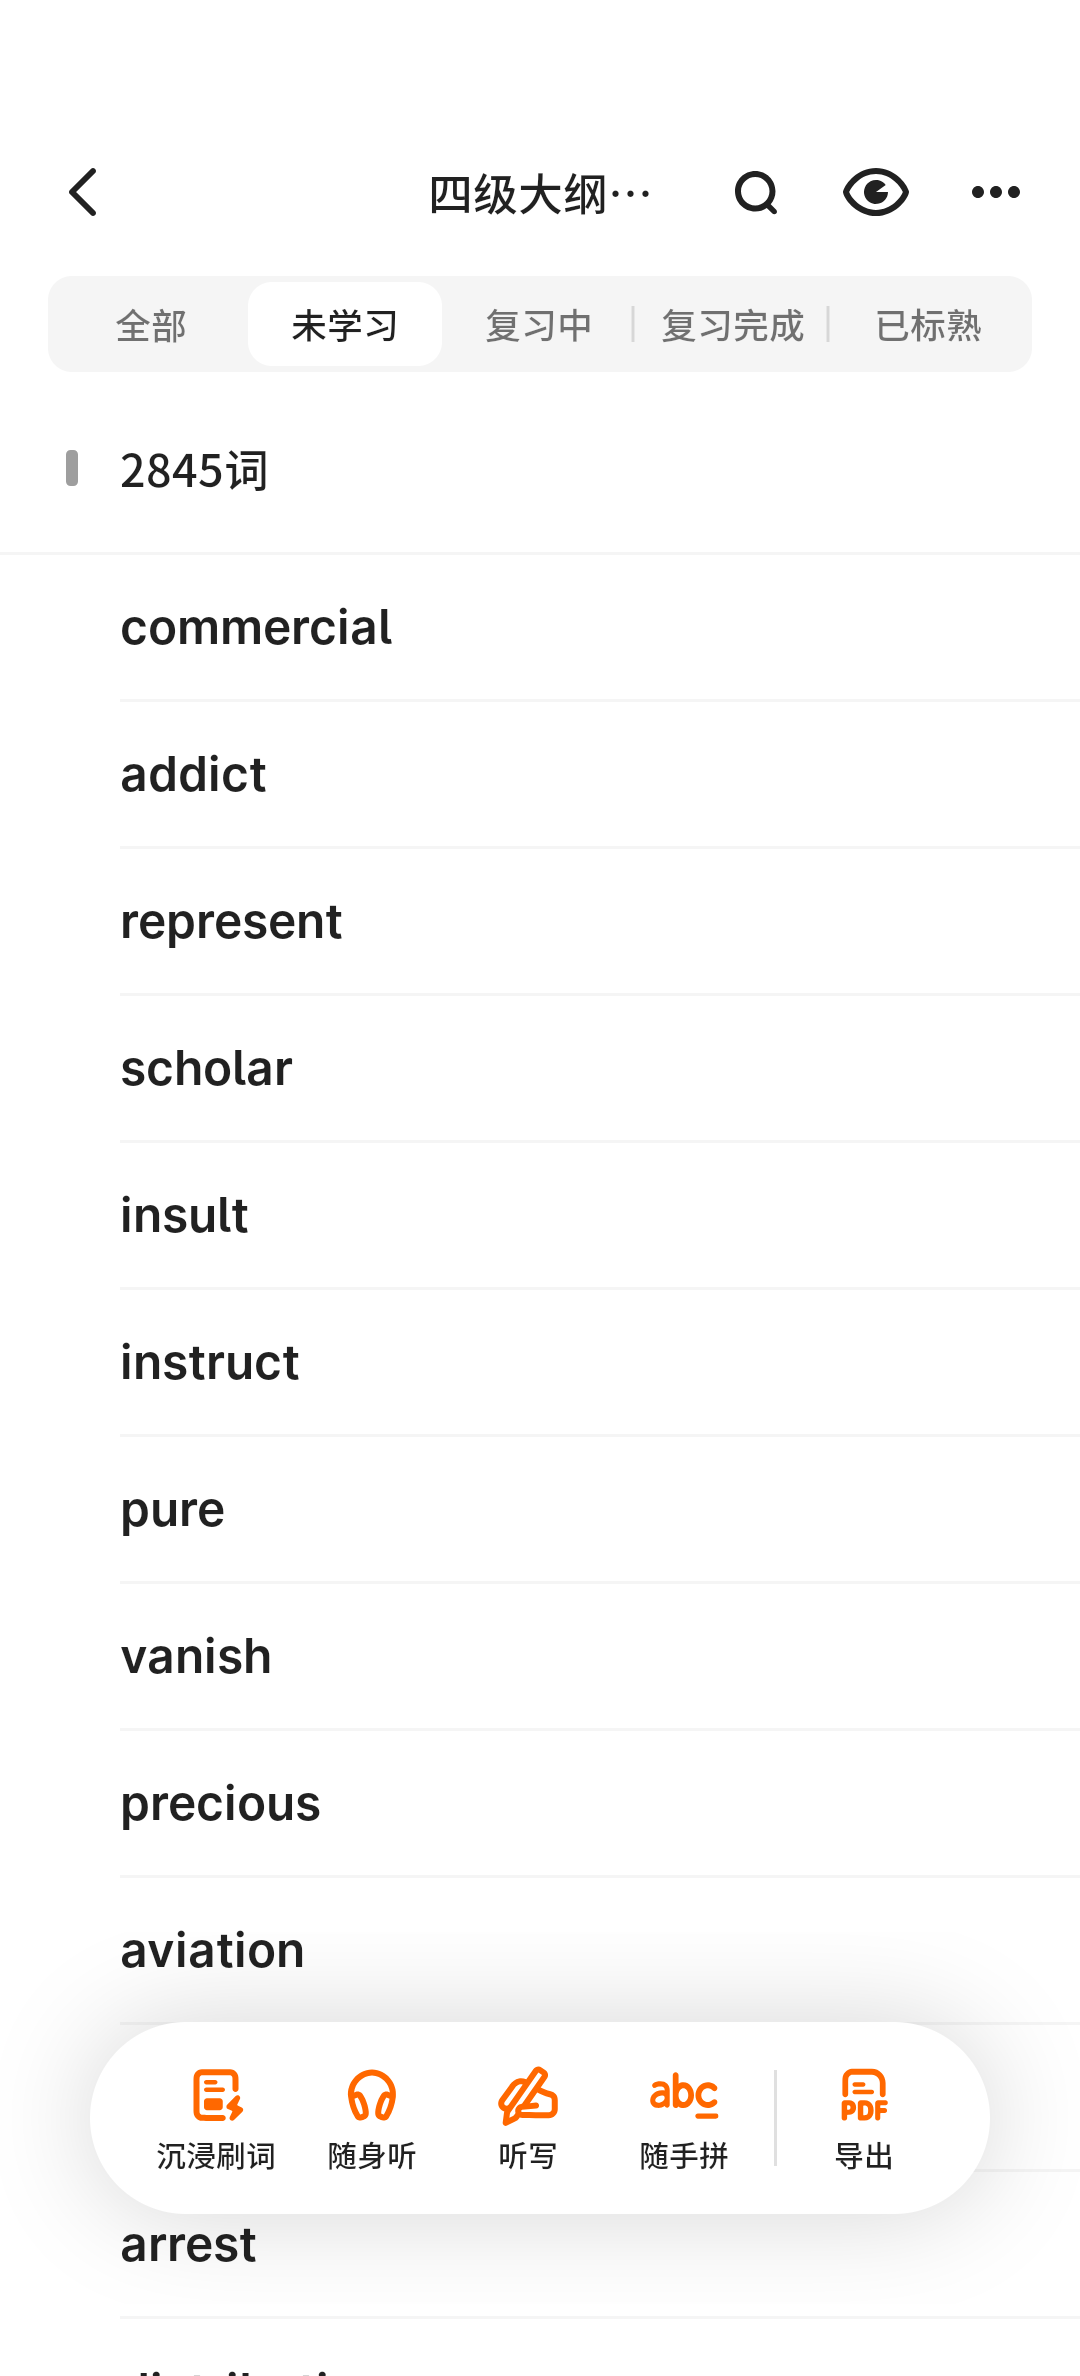 四级大纲…
全部 未学习 复习中 复习完成 已标熟
2845词
commercial
addict
represent
scholar
insult
instruct
pure
vanish
precious
aviation
abc
PDF
沉浸刷词 随身听 听写 随手拼 导出
arrest